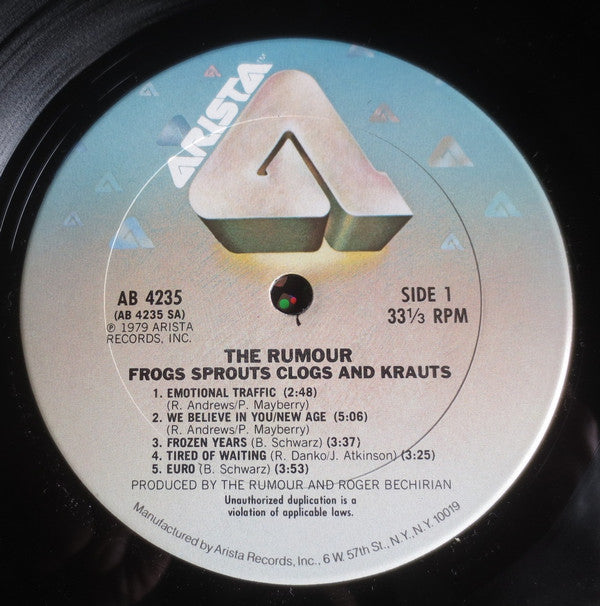 ARISTA
AB 4235
(AB 4235 SA)
℗ 1979 ARISTA
RECORDS, INC.
SIDE 1
33⅓ RPM
THE RUMOUR
FROGS SPROUTS CLOGS AND KRAUTS
1. EMOTIONAL TRAFFIC (2:48)
(R. Andrews/P. Mayberry)
2. WE BELIEVE IN YOU/NEW AGE (5:06)
(R. Andrews/P. Mayberry)
3. FROZEN YEARS (B. Schwarz) (3:37)
4. TIRED OF WAITING (R. Danko/J. Atkinson) (3:25)
5. EURO (B. Schwarz) (3:53)
PRODUCED BY THE RUMOUR AND ROGER BECHIRIAN
Unauthorized duplication is a
violation of applicable laws.
Manufactured by Arista Records, Inc., 6 W. 57th St., N.Y., N.Y. 10019